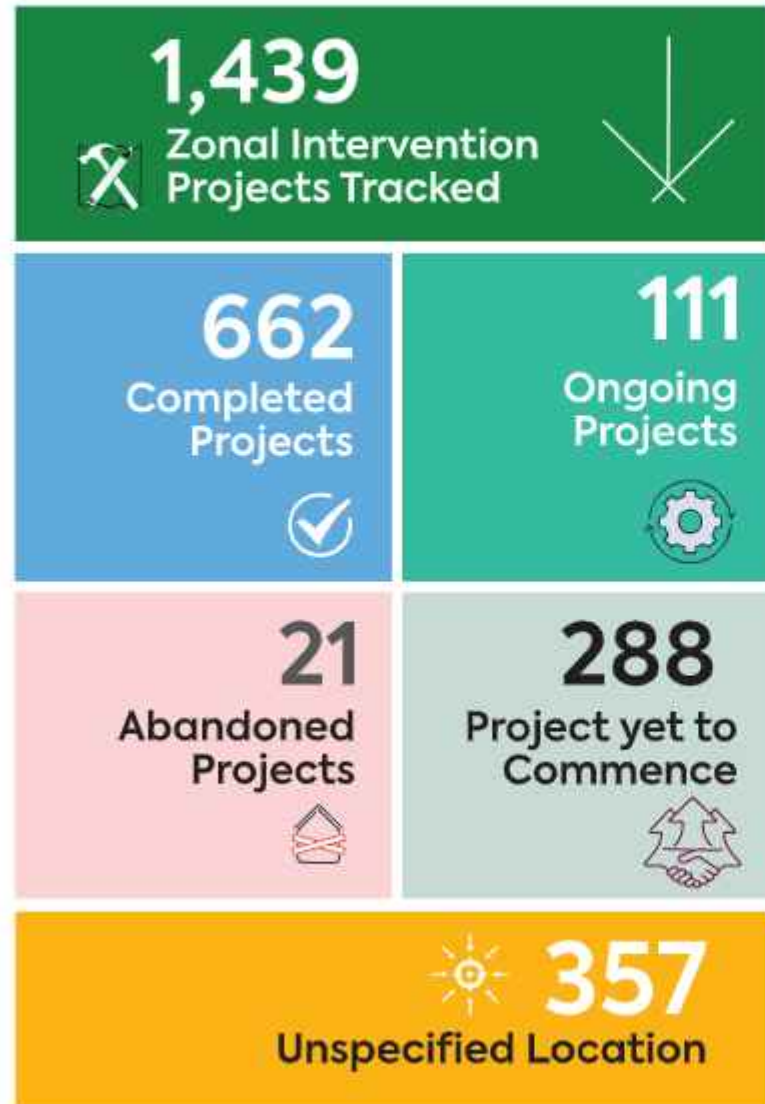 1,439
Zonal Intervention
Projects Tracked
662
Completed
Projects
111
Ongoing
Projects
21
Abandoned
Projects
288
Project yet to
Commence
357
Unspecified Location